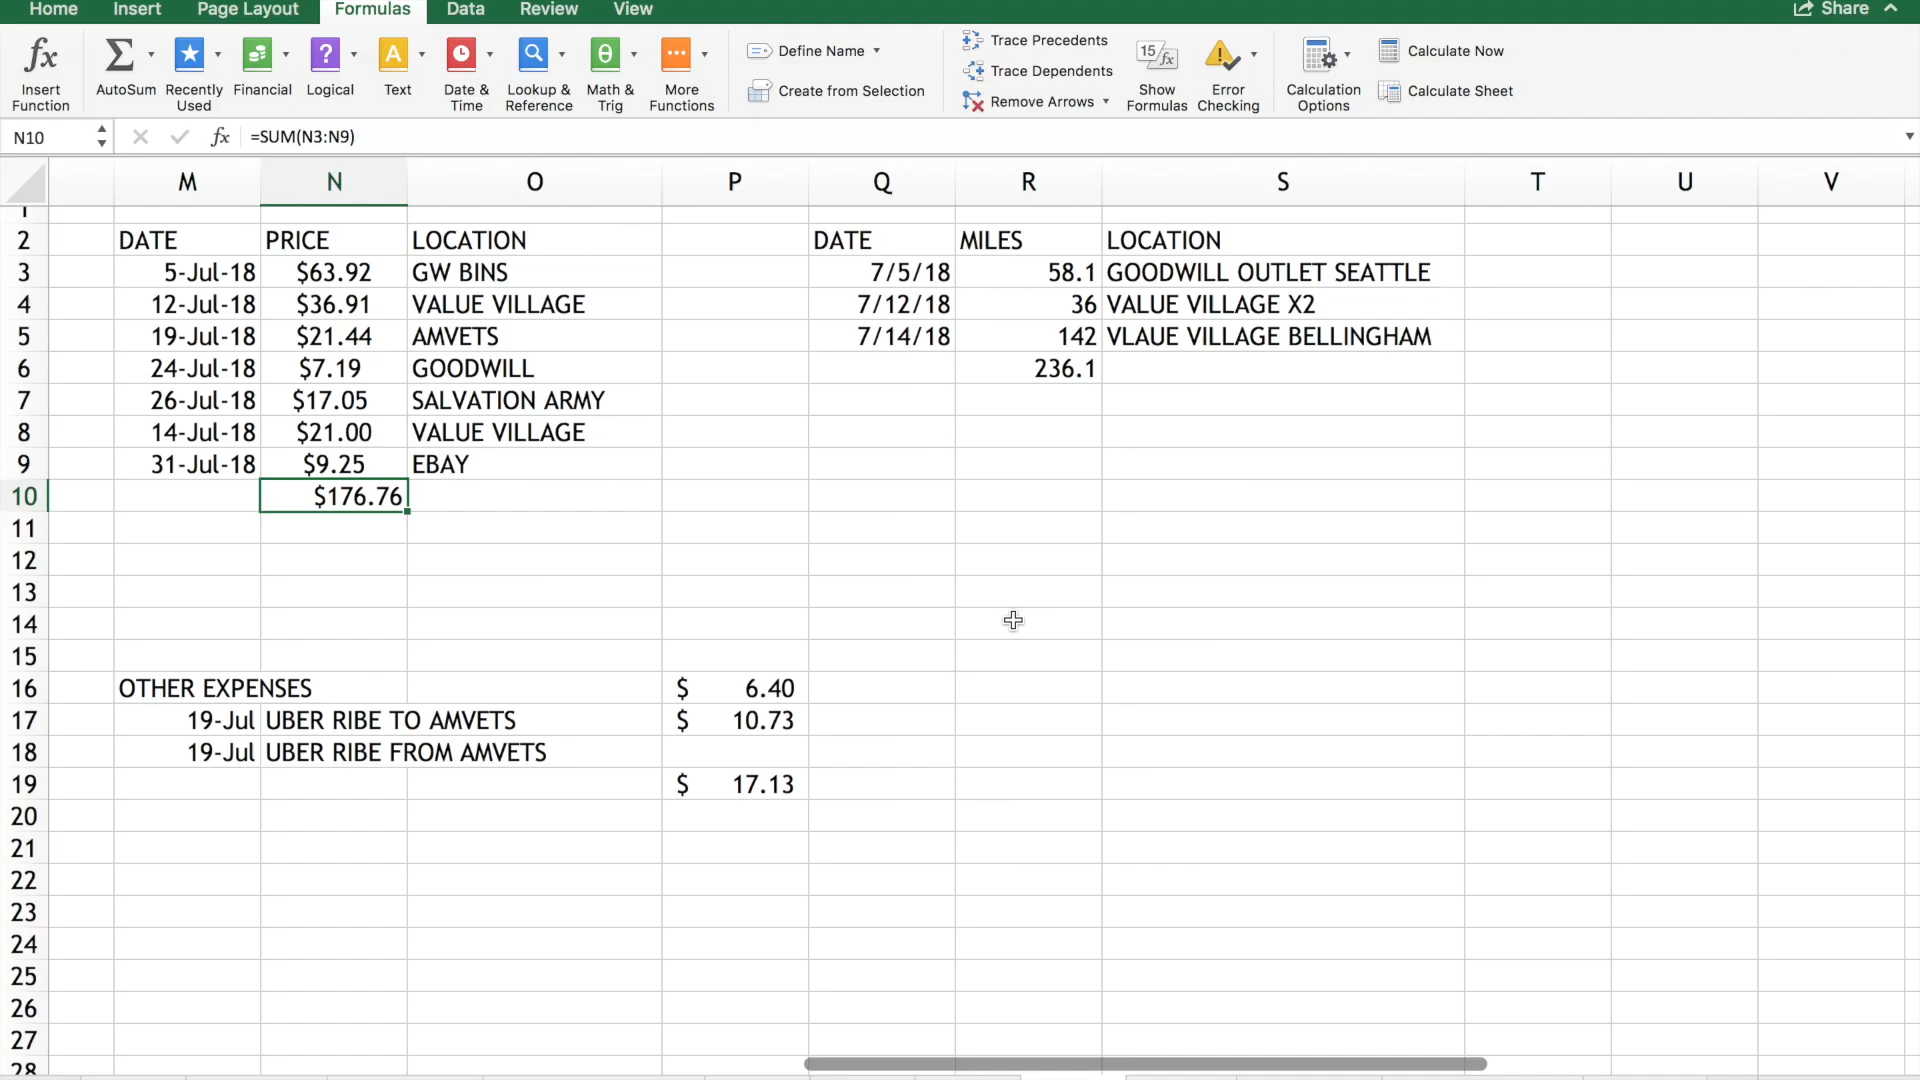 Home Insert Page Layout Formulas Data Review View Share
fx Σ ? A θ 15 fx
Insert Function AutoSum Recently Used Financial Logical Text Date & Time Lookup & Reference Math & Trig More Functions
Define Name
Create from Selection
Trace Precedents
Trace Dependents
Remove Arrows
Show Formulas Error Checking Calculation Options
Calculate Now
Calculate Sheet
N10 fx =SUM(N3:N9)
M N O P Q R S T U V
1
2 DATE PRICE LOCATION DATE MILES LOCATION
3 5-Jul-18 $63.92 GW BINS 7/5/18 58.1 GOODWILL OUTLET SEATTLE
4 12-Jul-18 $36.91 VALUE VILLAGE 7/12/18 36 VALUE VILLAGE X2
5 19-Jul-18 $21.44 AMVETS 7/14/18 142 VLAUE VILLAGE BELLINGHAM
6 24-Jul-18 $7.19 GOODWILL 236.1
7 26-Jul-18 $17.05 SALVATION ARMY
8 14-Jul-18 $21.00 VALUE VILLAGE
9 31-Jul-18 $9.25 EBAY
10 $176.76
11
12
13
14
15
16 OTHER EXPENSES $ 6.40
17 19-Jul UBER RIBE TO AMVETS $ 10.73
18 19-Jul UBER RIBE FROM AMVETS
19 $ 17.13
20
21
22
23
24
25
26
27
28